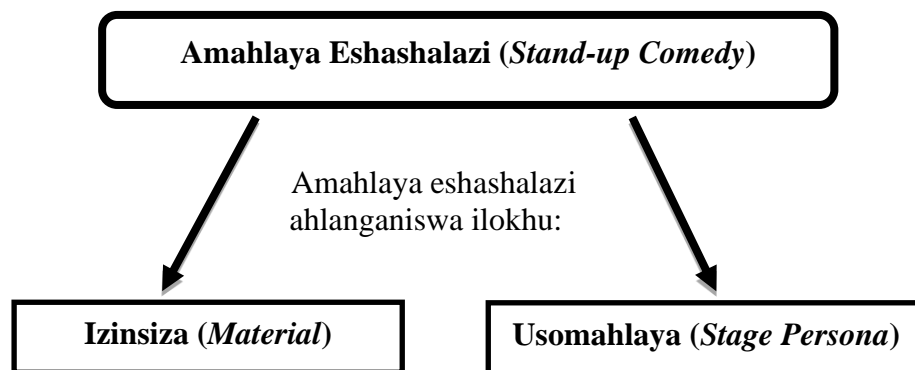 Amahlaya Eshashalazi (Stand-up Comedy)
Amahlaya eshashalazi
ahlanganiswa ilokhu:
Izinsiza (Material)
Usomahlaya (Stage Persona)